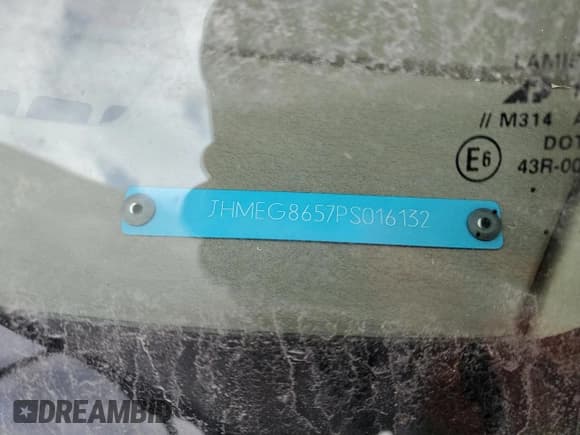 LAMI
// M314 A
DOT
E6
43R-00
JHMEG8657PS016132
DREAMBID